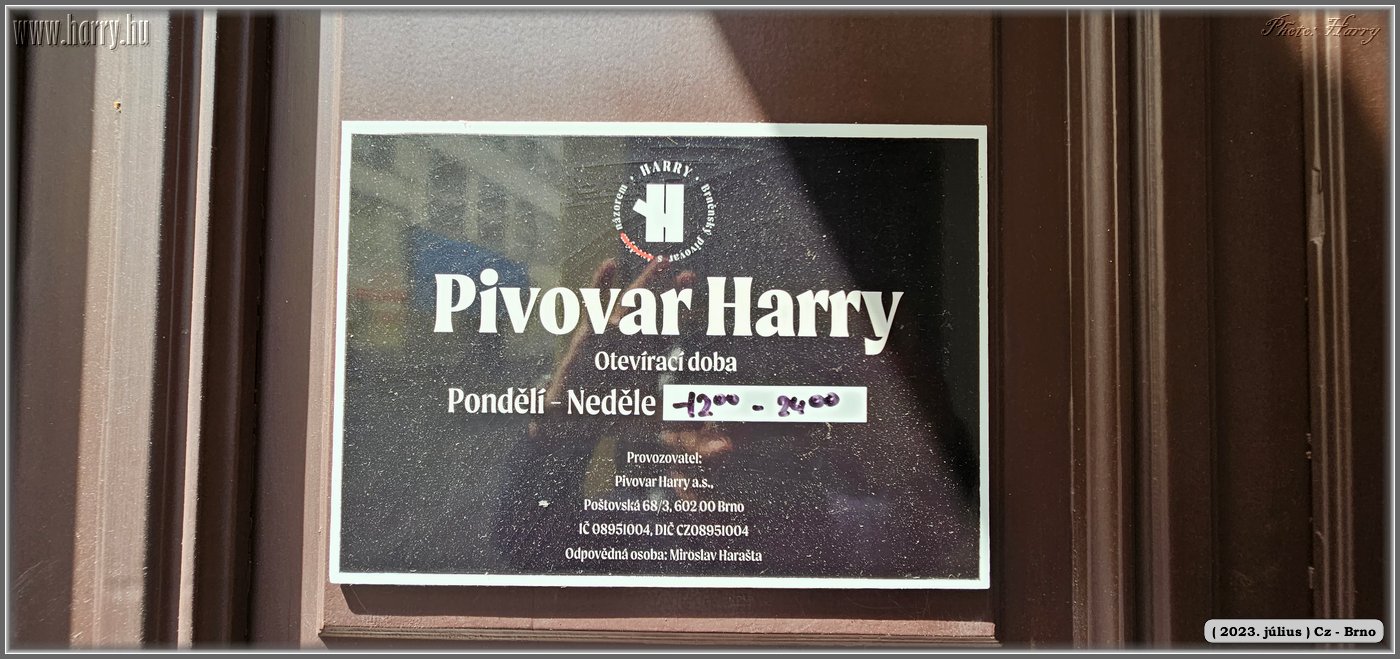 www.harry.hu
Photo: Harry
· HARRY · Brněnský pivovar s názorem
Pivovar Harry
Otevírací doba
Pondělí - Neděle 12⁰⁰ - 24⁰⁰
Provozovatel:
Pivovar Harry a.s.,
Poštovská 68/3, 602 00 Brno
IČ 08951004, DIČ CZ08951004
Odpovědná osoba: Miroslav Harašta
( 2023. július ) Cz - Brno